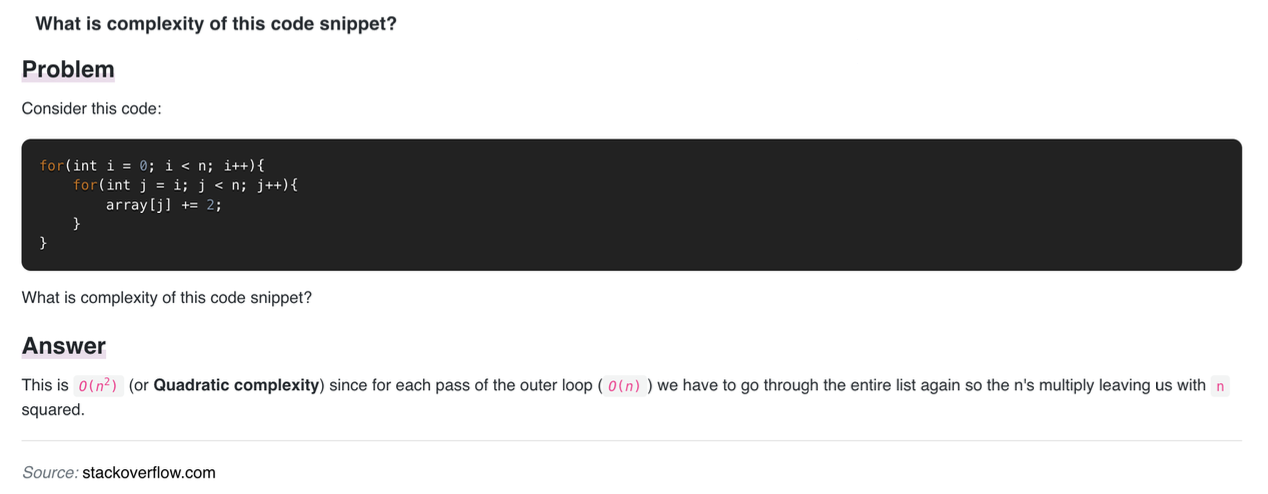 What is complexity of this code snippet?
Problem
Consider this code:
for(int i = 0; i < n; i++){
    for(int j = i; j < n; j++){
        array[j] += 2;
    }
}
What is complexity of this code snippet?
Answer
This is O(n²) (or Quadratic complexity) since for each pass of the outer loop ( O(n) ) we have to go through the entire list again so the n's multiply leaving us with n
squared.
Source: stackoverflow.com